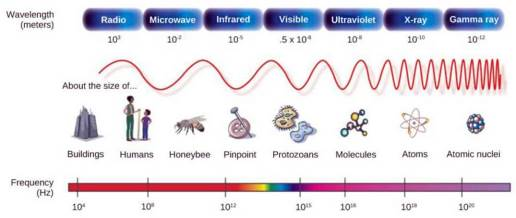 Wavelength
(meters)
Radio Microwave Infrared Visible Ultraviolet X-ray Gamma ray
10³ 10⁻² 10⁻⁵ .5 x 10⁻⁶ 10⁻⁸ 10⁻¹⁰ 10⁻¹²
About the size of...
Buildings Humans Honeybee Pinpoint Protozoans Molecules Atoms Atomic nuclei
Frequency
(Hz)
10⁴ 10⁸ 10¹² 10¹⁵ 10¹⁶ 10¹⁸ 10²⁰